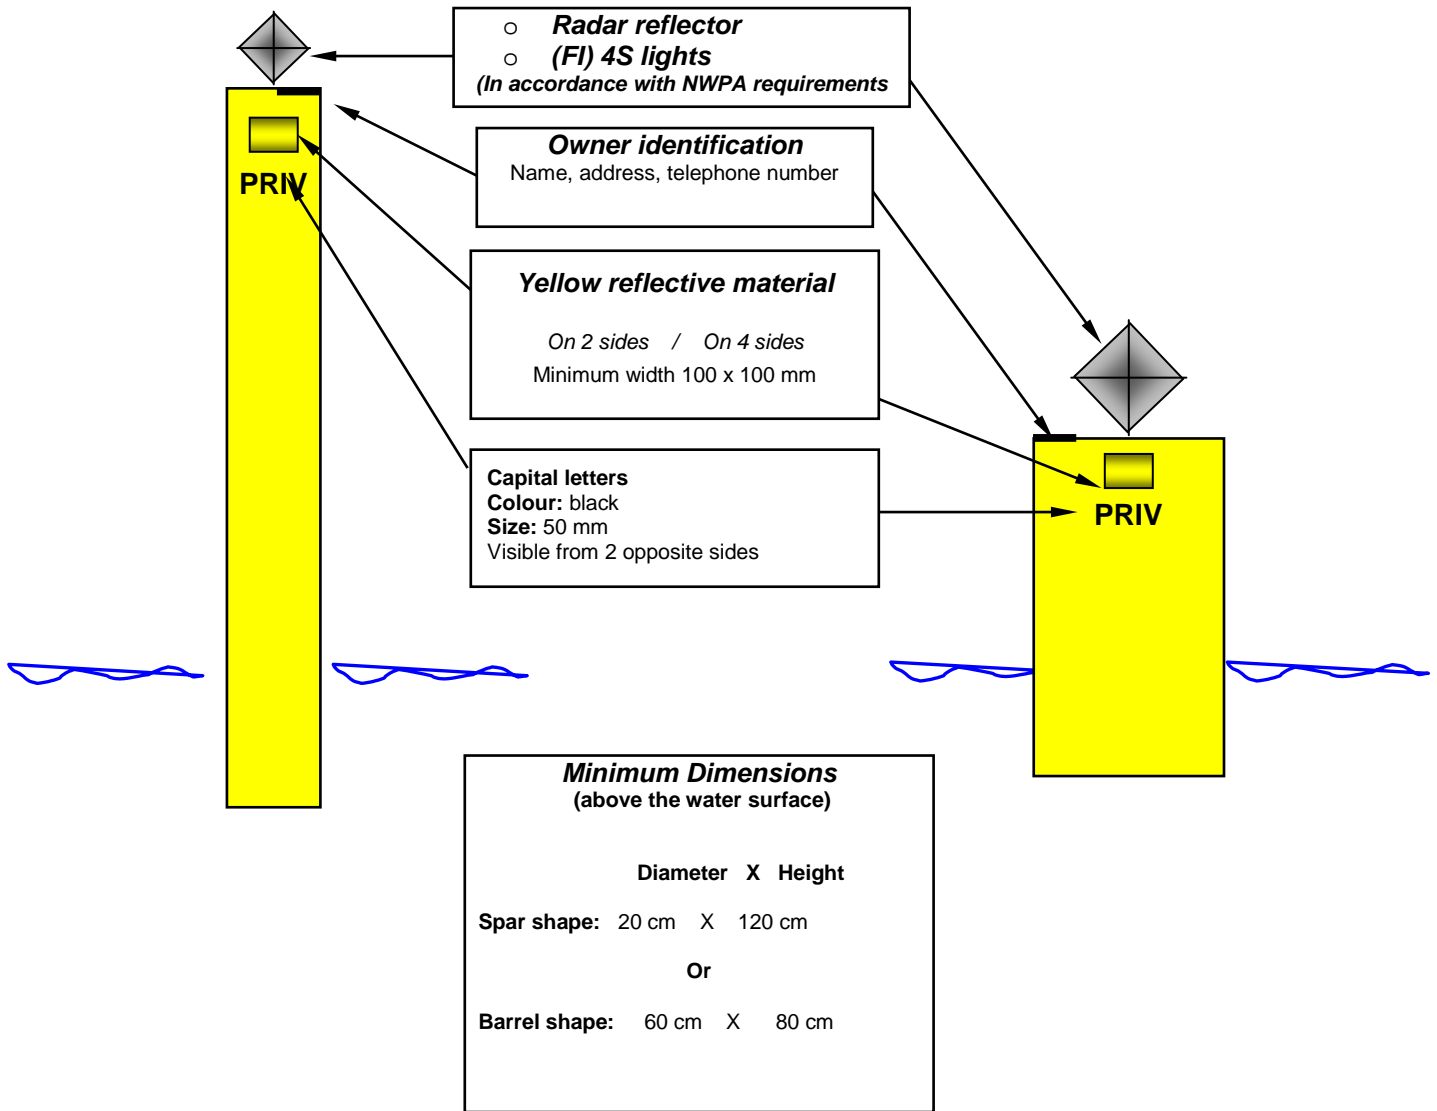 o Radar reflector
o (Fl) 4S lights
(In accordance with NWPA requirements
Owner identification
Name, address, telephone number
PRIV
Yellow reflective material
On 2 sides / On 4 sides
Minimum width 100 x 100 mm
Capital letters
Colour: black
Size: 50 mm
Visible from 2 opposite sides
PRIV
Minimum Dimensions
(above the water surface)
Diameter X Height
Spar shape: 20 cm X 120 cm
Or
Barrel shape: 60 cm X 80 cm